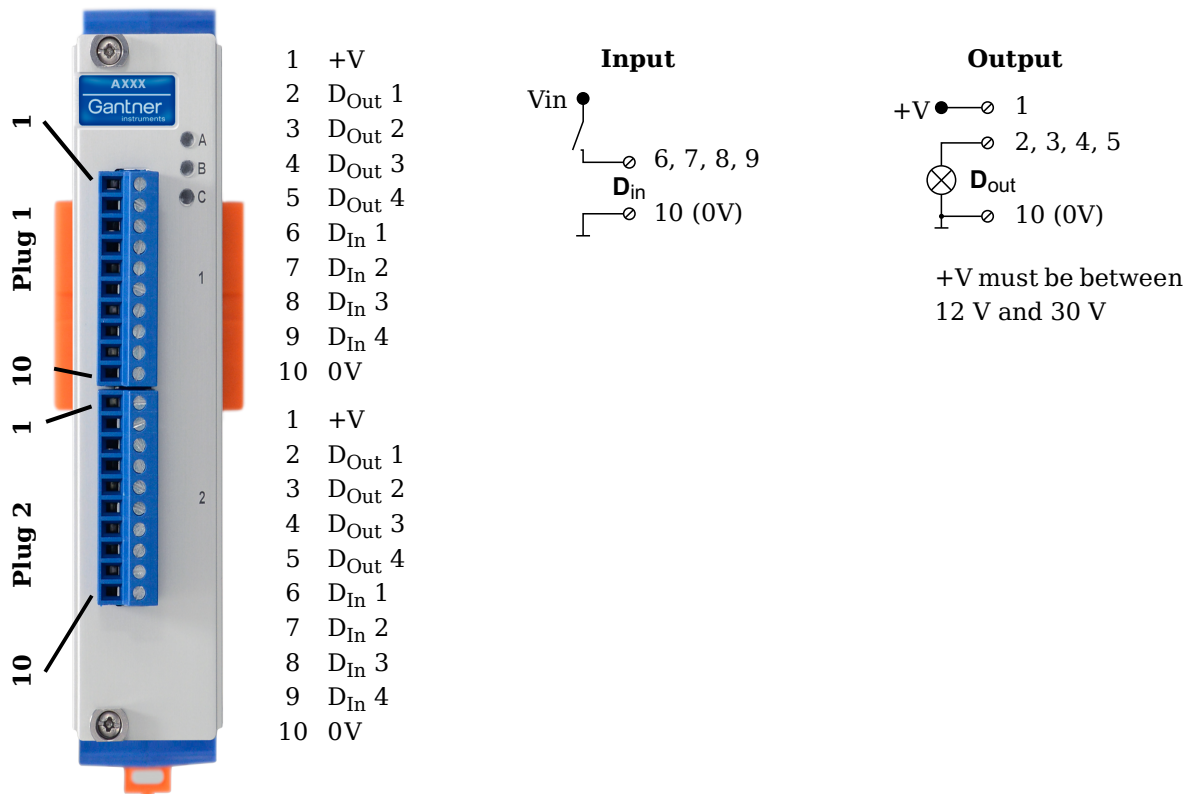 AXXX
Gantner
instruments
A
B
C
1
2
1
Plug 1
10
1
Plug 2
10
1 +V
2 DOut 1
3 DOut 2
4 DOut 3
5 DOut 4
6 DIn 1
7 DIn 2
8 DIn 3
9 DIn 4
10 0V
1 +V
2 DOut 1
3 DOut 2
4 DOut 3
5 DOut 4
6 DIn 1
7 DIn 2
8 DIn 3
9 DIn 4
10 0V
Input
Vin
6, 7, 8, 9
Din
10 (0V)
Output
+V 1
2, 3, 4, 5
Dout
10 (0V)
+V must be between
12 V and 30 V